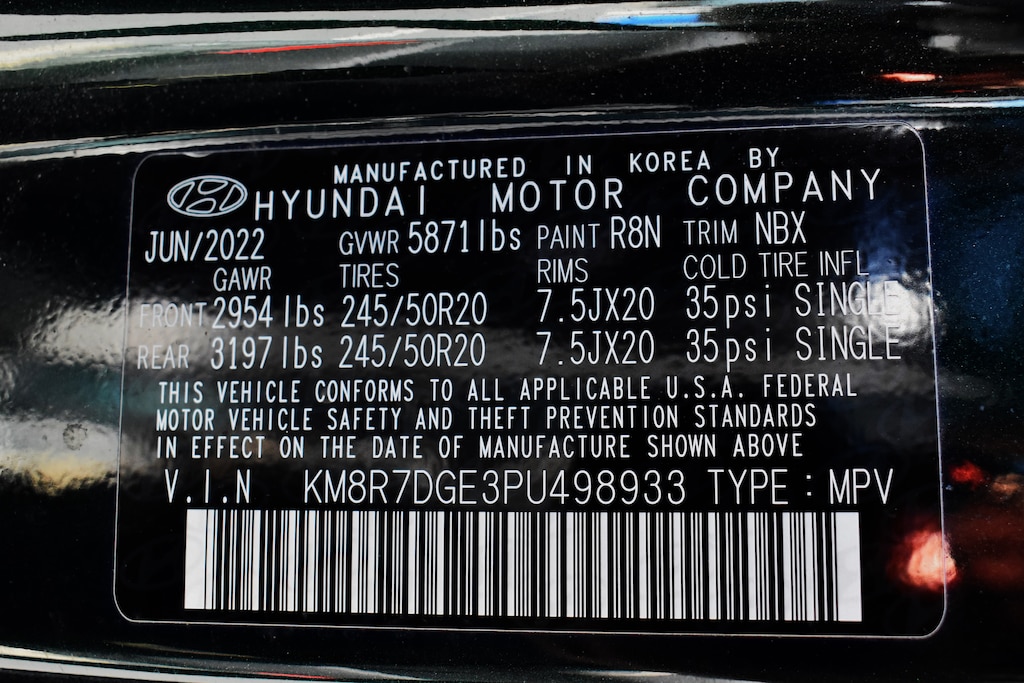 MANUFACTURED IN KOREA BY
HYUNDAI MOTOR COMPANY
JUN/2022 GVWR 5871lbs PAINT R8N TRIM NBX
GAWR TIRES RIMS COLD TIRE INFL
FRONT 2954 lbs 245/50R20 7.5JX20 35psi SINGLE
REAR 3197lbs 245/50R20 7.5JX20 35psi SINGLE
THIS VEHICLE CONFORMS TO ALL APPLICABLE U.S.A. FEDERAL
MOTOR VEHICLE SAFETY AND THEFT PREVENTION STANDARDS
IN EFFECT ON THE DATE OF MANUFACTURE SHOWN ABOVE
V.I.N KM8R7DGE3PU498933 TYPE : MPV